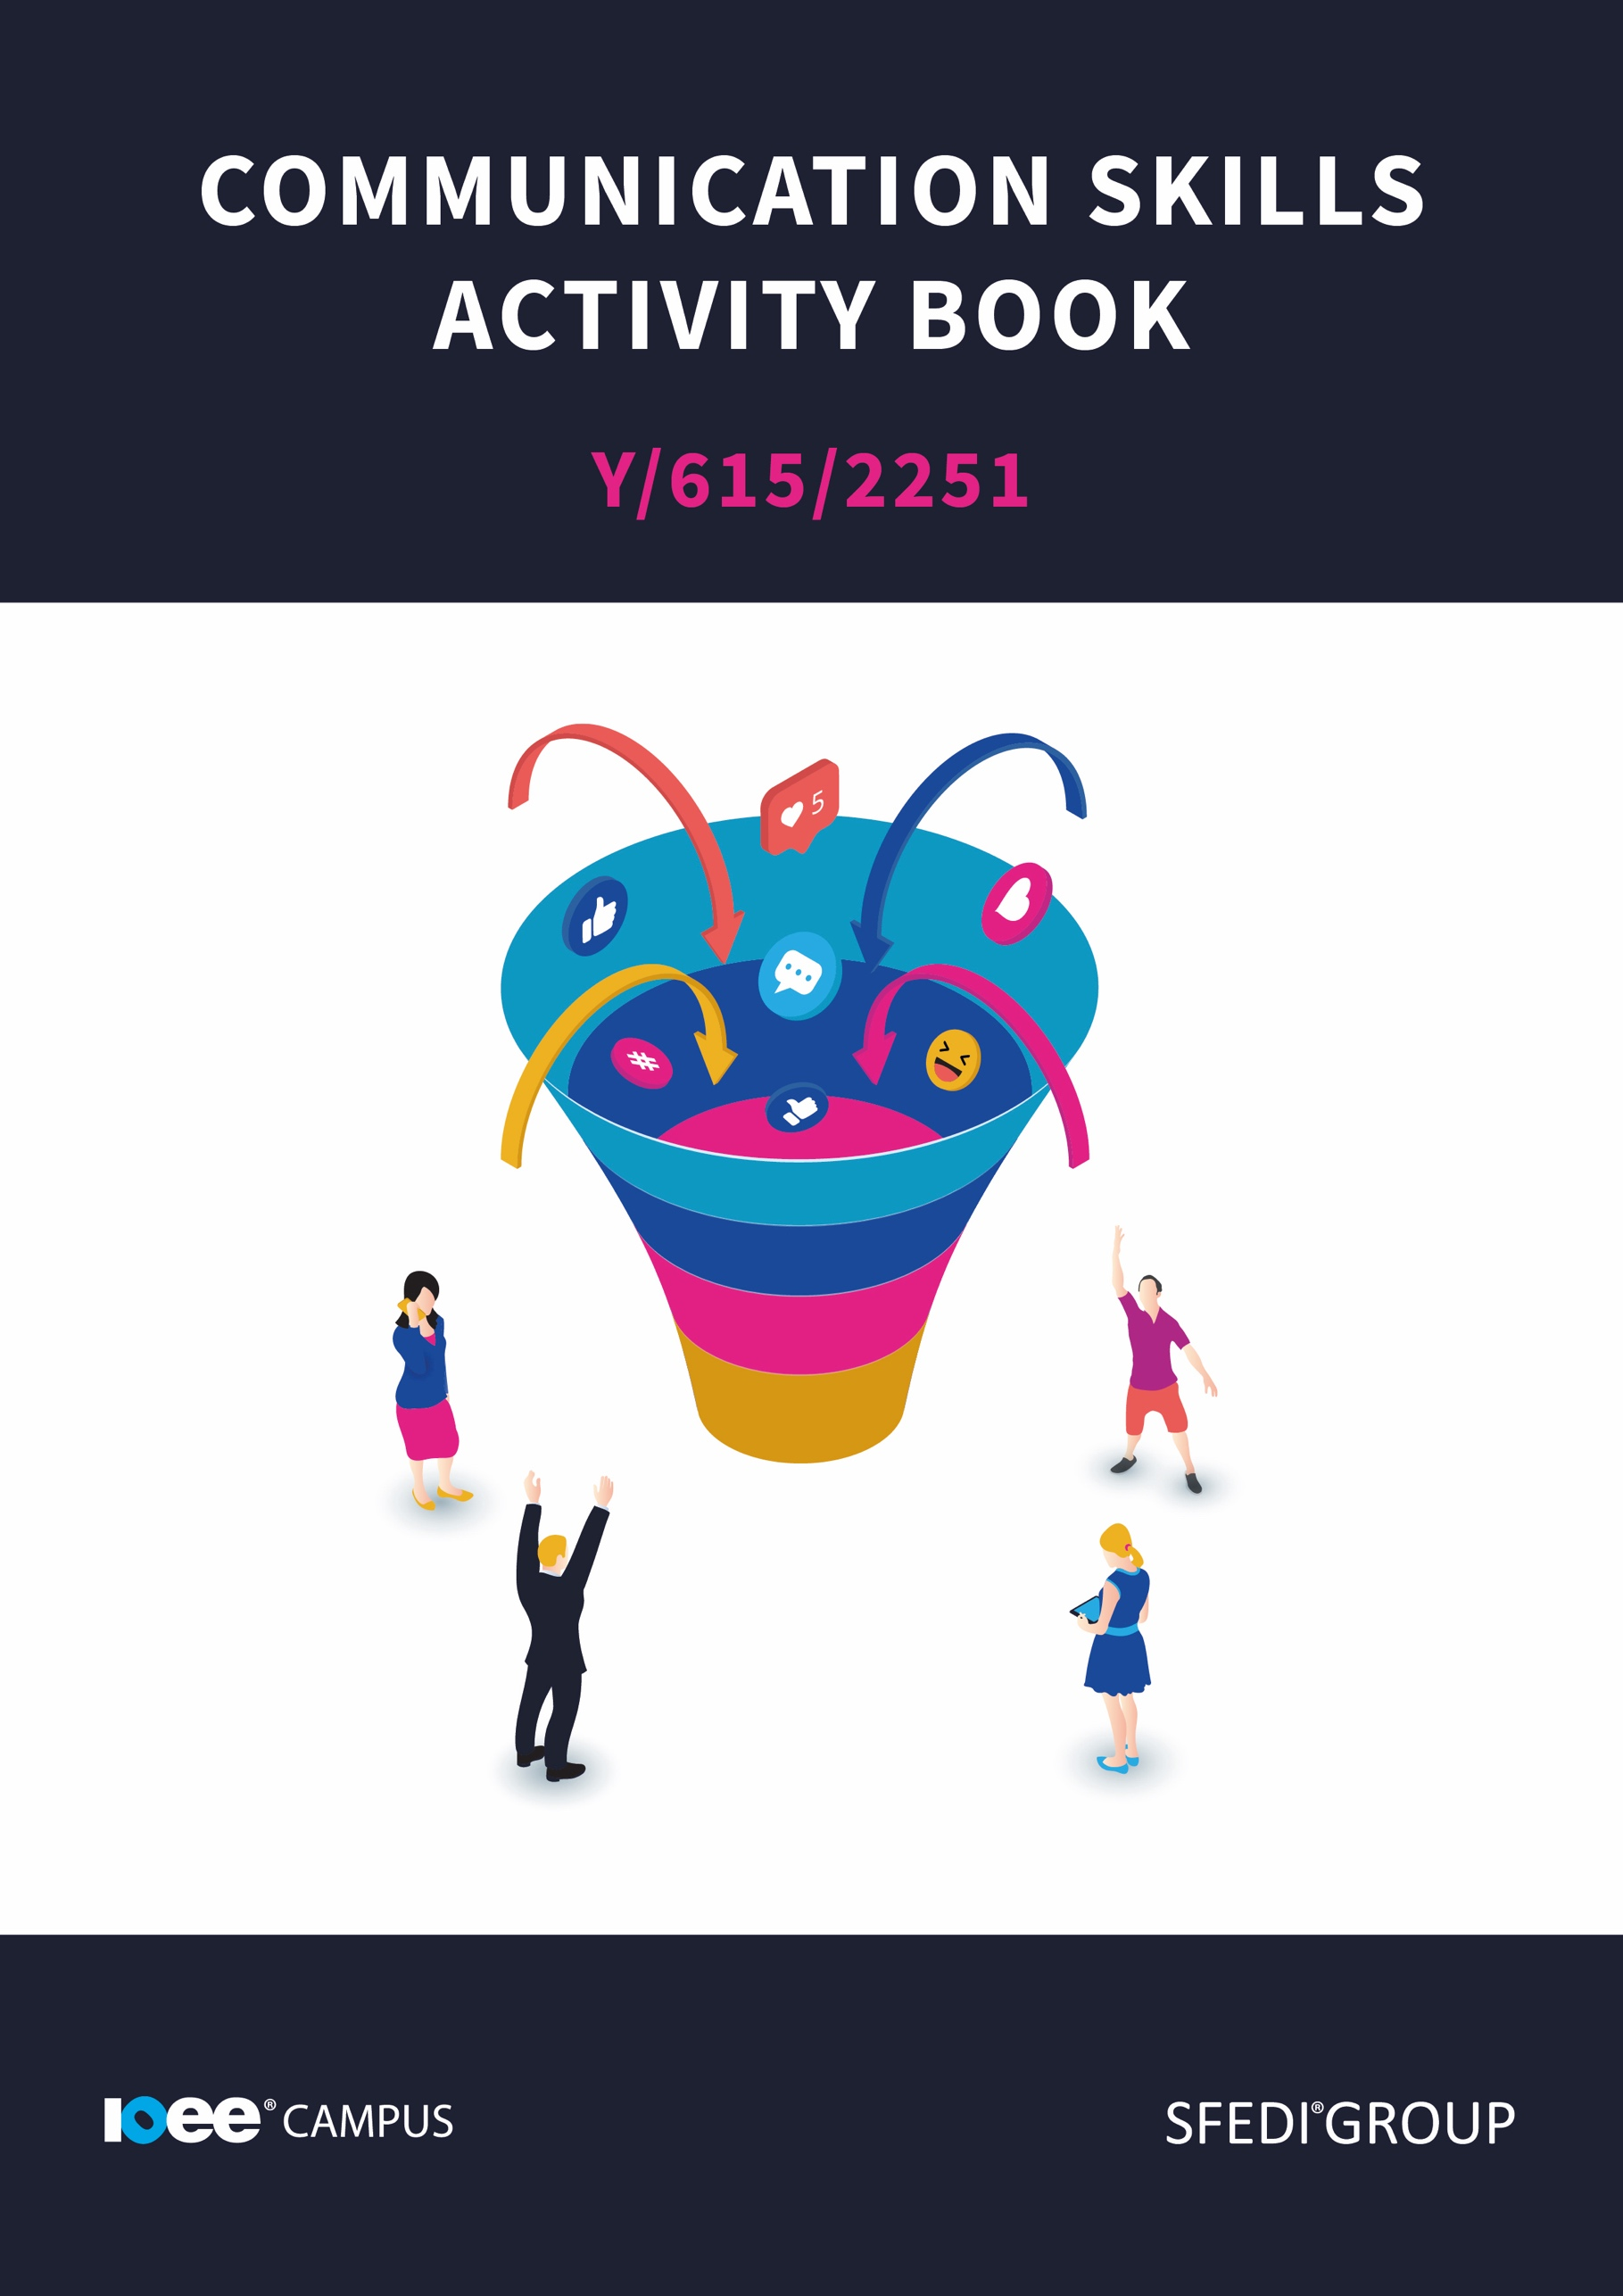 COMMUNICATION SKILLS
ACTIVITY BOOK
Y/615/2251
5
#
ioee® CAMPUS
SFEDI®GROUP